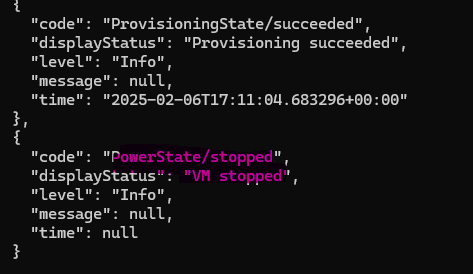 {
"code": "ProvisioningState/succeeded",
"displayStatus": "Provisioning succeeded",
"level": "Info",
"message": null,
"time": "2025-02-06T17:11:04.683296+00:00"
},
{
"code": "PowerState/stopped",
"displayStatus": "VM stopped",
"level": "Info",
"message": null,
"time": null
}